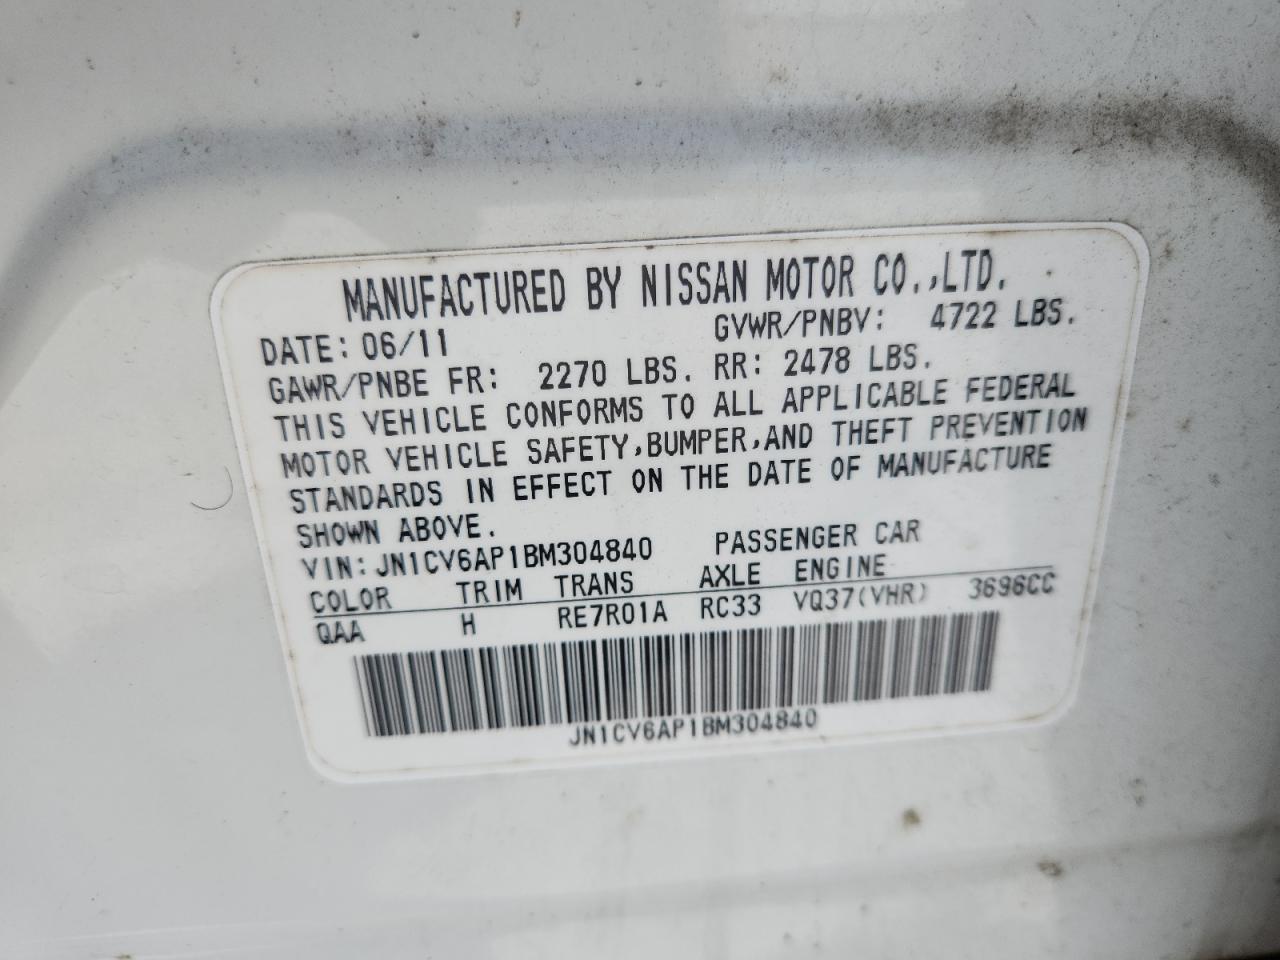 MANUFACTURED BY NISSAN MOTOR CO.,LTD.
DATE: 06/11 GVWR/PNBV: 4722 LBS.
GAWR/PNBE FR: 2270 LBS. RR: 2478 LBS.
THIS VEHICLE CONFORMS TO ALL APPLICABLE FEDERAL
MOTOR VEHICLE SAFETY,BUMPER,AND THEFT PREVENTION
STANDARDS IN EFFECT ON THE DATE OF MANUFACTURE
SHOWN ABOVE.
VIN: JN1CV6AP1BM304840 PASSENGER CAR
COLOR TRIM TRANS AXLE ENGINE
QAA H RE7R01A RC33 VQ37(VHR) 3696CC
JN1CV6AP1BM304840